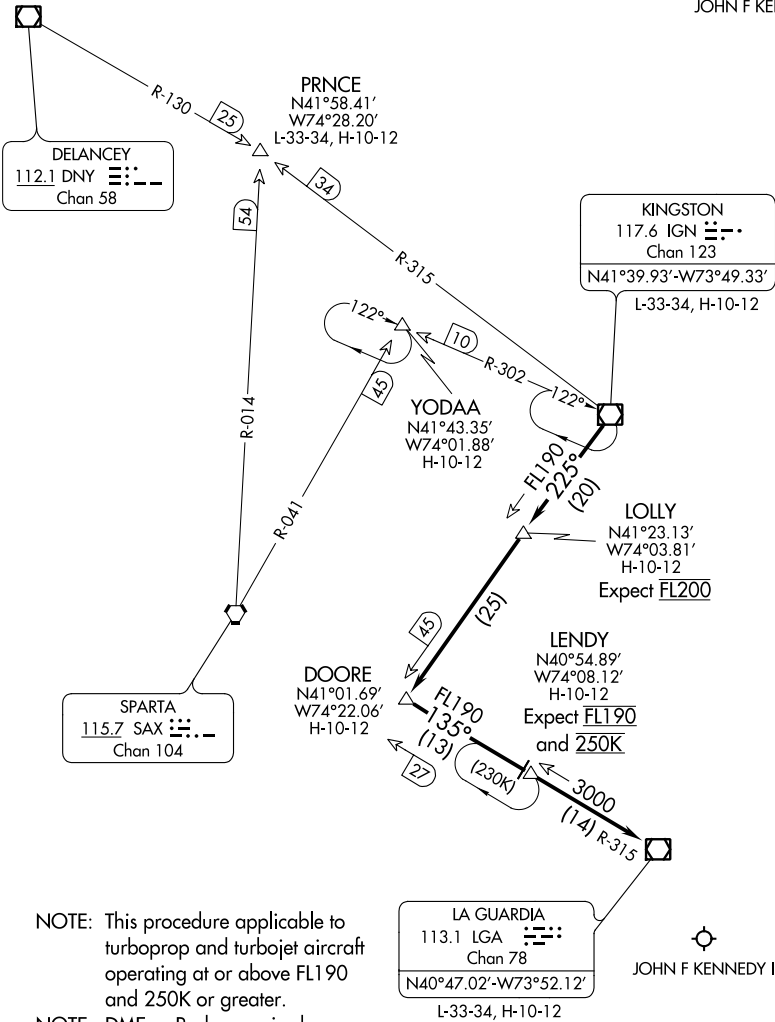 JOHN F KEN
R-130
25
PRNCE
N41°58.41'
W74°28.20'
L-33-34, H-10-12
DELANCEY
112.1 DNY
Chan 58
34
54
R-315
KINGSTON
117.6 IGN
Chan 123
N41°39.93'-W73°49.33'
L-33-34, H-10-12
122°
10
R-302
122°
45
R-014
YODAA
N41°43.35'
W74°01.88'
H-10-12
FL190
225°
(20)
R-041
LOLLY
N41°23.13'
W74°03.81'
H-10-12
Expect FL200
(25)
45
LENDY
N40°54.89'
W74°08.12'
H-10-12
Expect FL190
and 250K
DOORE
N41°01.69'
W74°22.06'
H-10-12
SPARTA
115.7 SAX
Chan 104
FL190
135°
(13)
27
(230K)
3000
(14) R-315
LA GUARDIA
113.1 LGA
Chan 78
N40°47.02'-W73°52.12'
L-33-34, H-10-12
JOHN F KENNEDY I
NOTE: This procedure applicable to
turboprop and turbojet aircraft
operating at or above FL190
and 250K or greater.